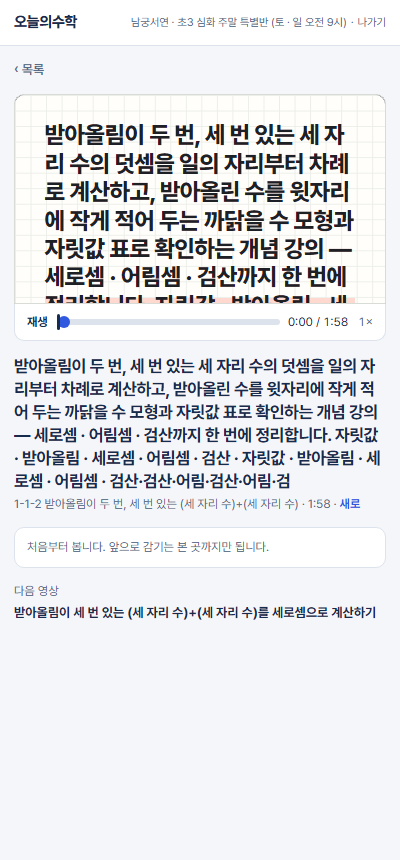 오늘의수학
남궁서연 · 초3 심화 주말 특별반 (토 · 일 오전 9시) · 나가기
‹ 목록
받아올림이 두 번, 세 번 있는 세 자
리 수의 덧셈을 일의 자리부터 차례
로 계산하고, 받아올린 수를 윗자리
에 작게 적어 두는 까닭을 수 모형과
자릿값 표로 확인하는 개념 강의 —
세로셈 · 어림셈 · 검산까지 한 번에
재생
0:00 / 1:58
1×
받아올림이 두 번, 세 번 있는 세 자리 수의 덧셈을 일의 자
리부터 차례로 계산하고, 받아올린 수를 윗자리에 작게 적
어 두는 까닭을 수 모형과 자릿값 표로 확인하는 개념 강의
— 세로셈 · 어림셈 · 검산까지 한 번에 정리합니다. 자릿값
· 받아올림 · 세로셈 · 어림셈 · 검산 · 자릿값 · 받아올림 · 세
로셈 · 어림셈 · 검산·검산·어림·검산·어림·검
1-1-2 받아올림이 두 번, 세 번 있는 (세 자리 수)+(세 자리 수) · 1:58 · 새로
처음부터 봅니다. 앞으로 감기는 본 곳까지만 됩니다.
다음 영상
받아올림이 세 번 있는 (세 자리 수)+(세 자리 수)를 세로셈으로 계산하기